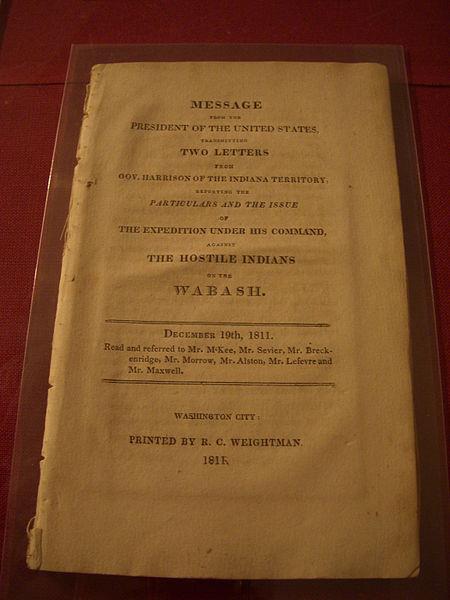 MESSAGE
FROM THE
PRESIDENT OF THE UNITED STATES,
TRANSMITTING
TWO LETTERS
FROM
GOV. HARRISON OF THE INDIANA TERRITORY,
REPORTING THE
PARTICULARS AND THE ISSUE
OF
THE EXPEDITION UNDER HIS COMMAND,
AGAINST
THE HOSTILE INDIANS
ON THE
WABASH.
DECEMBER 19th, 1811.
Read and referred to Mr. McKee, Mr. Sevier, Mr. Breck-
enridge, Mr. Morrow, Mr. Alston, Mr. Lefevre and
Mr. Maxwell.
WASHINGTON CITY:
PRINTED BY R. C. WEIGHTMAN.
1811.